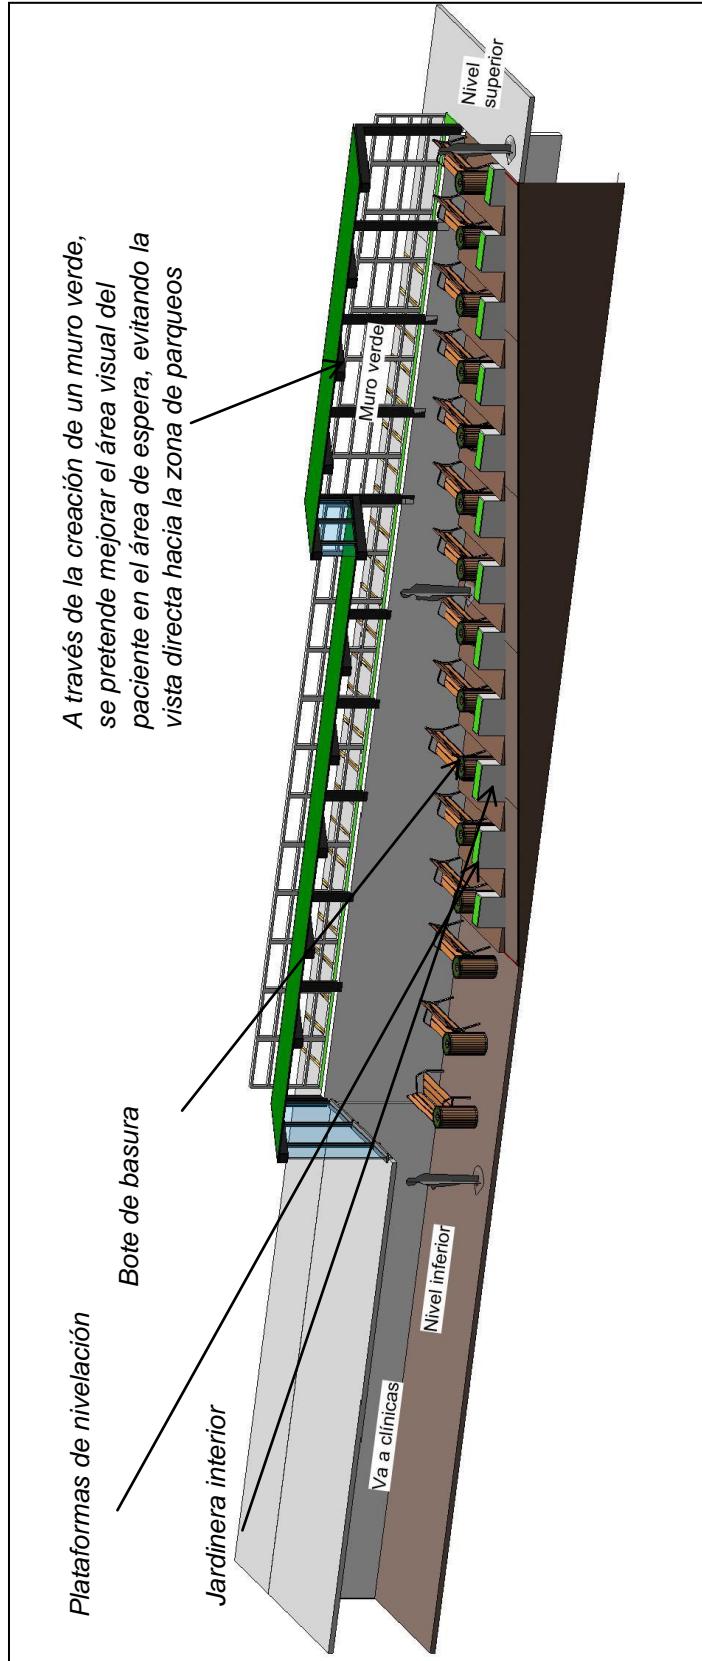 A través de la creación de un muro verde,
se pretende mejorar el área visual del
paciente en el área de espera, evitando la
vista directa hacia la zona de parqueos
Bote de basura
Plataformas de nivelación
Jardinera interior
Nivel
superior
Muro verde
Nivel inferior
Va a clínicas